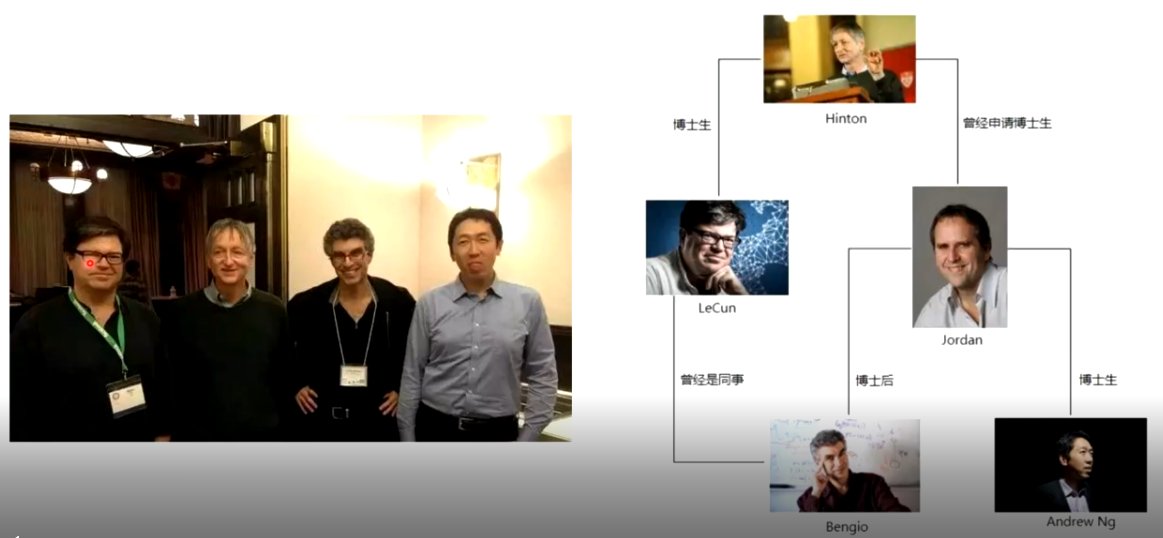 Hinton
博士生
曾经申请博士生
LeCun
Jordan
曾经是同事
博士后
博士生
Bengio
Andrew Ng